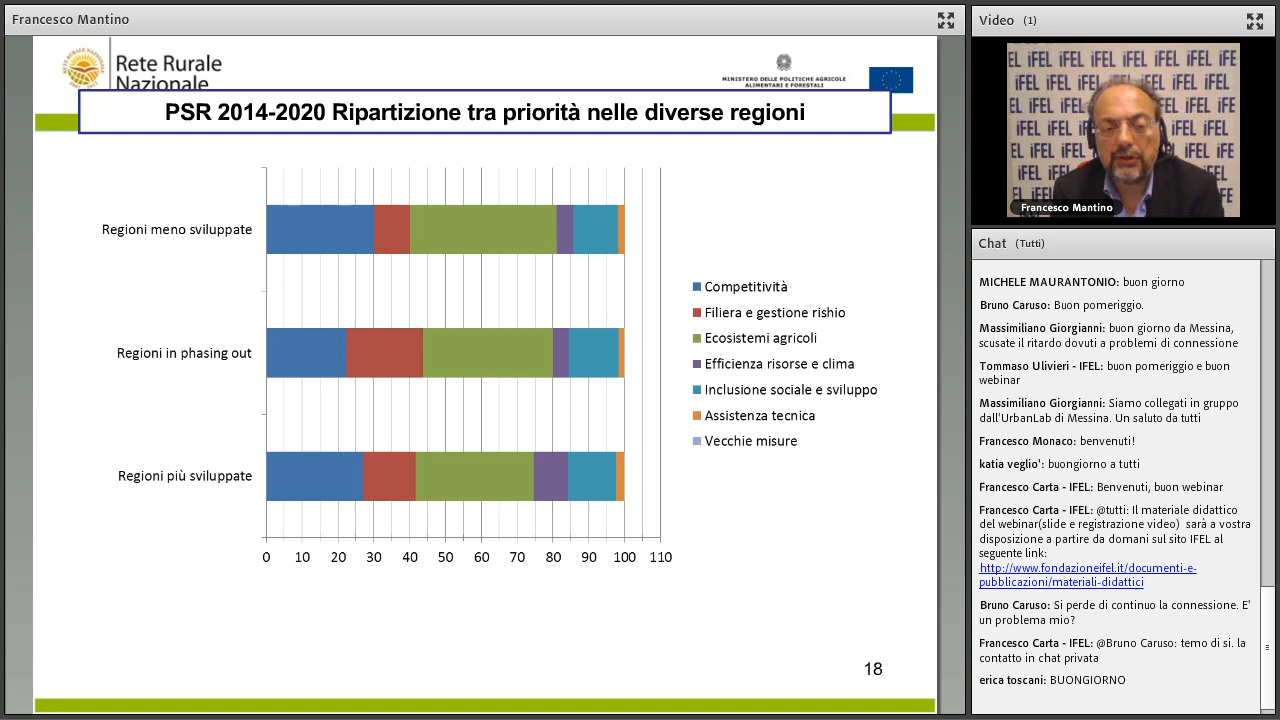 Francesco Mantino
Rete Rurale
Nazionale
MINISTERO DELLE POLITICHE AGRICOLE
ALIMENTARI E FORESTALI
PSR 2014-2020 Ripartizione tra priorità nelle diverse regioni
Regioni meno sviluppate
Regioni in phasing out
Regioni più sviluppate
0 10 20 30 40 50 60 70 80 90 100 110
Competitività
Filiera e gestione rishio
Ecosistemi agricoli
Efficienza risorse e clima
Inclusione sociale e sviluppo
Assistenza tecnica
Vecchie misure
18
Video (1)
iFEL iFEL iFEL iFEL
Francesco Mantino
Chat (Tutti)
MICHELE MAURANTONIO: buon giorno
Bruno Caruso: Buon pomeriggio.
Massimiliano Giorgianni: buon giorno da Messina,
scusate il ritardo dovuti a problemi di connessione
Tommaso Ulivieri - IFEL: buon pomeriggio e buon
webinar
Massimiliano Giorgianni: Siamo collegati in gruppo
dall'UrbanLab di Messina. Un saluto da tutti
Francesco Monaco: benvenuti!
katia veglio': buongiorno a tutti
Francesco Carta - IFEL: Benvenuti, buon webinar
Francesco Carta - IFEL: @tutti: Il materiale didattico
del webinar(slide e registrazione video) sarà a vostra
disposizione a partire da domani sul sito IFEL al
seguente link:
http://www.fondazioneifel.it/documenti-e-
pubblicazioni/materiali-didattici
Bruno Caruso: Si perde di continuo la connessione. E'
un problema mio?
Francesco Carta - IFEL: @Bruno Caruso: temo di si. la
contatto in chat privata
erica toscani: BUONGIORNO